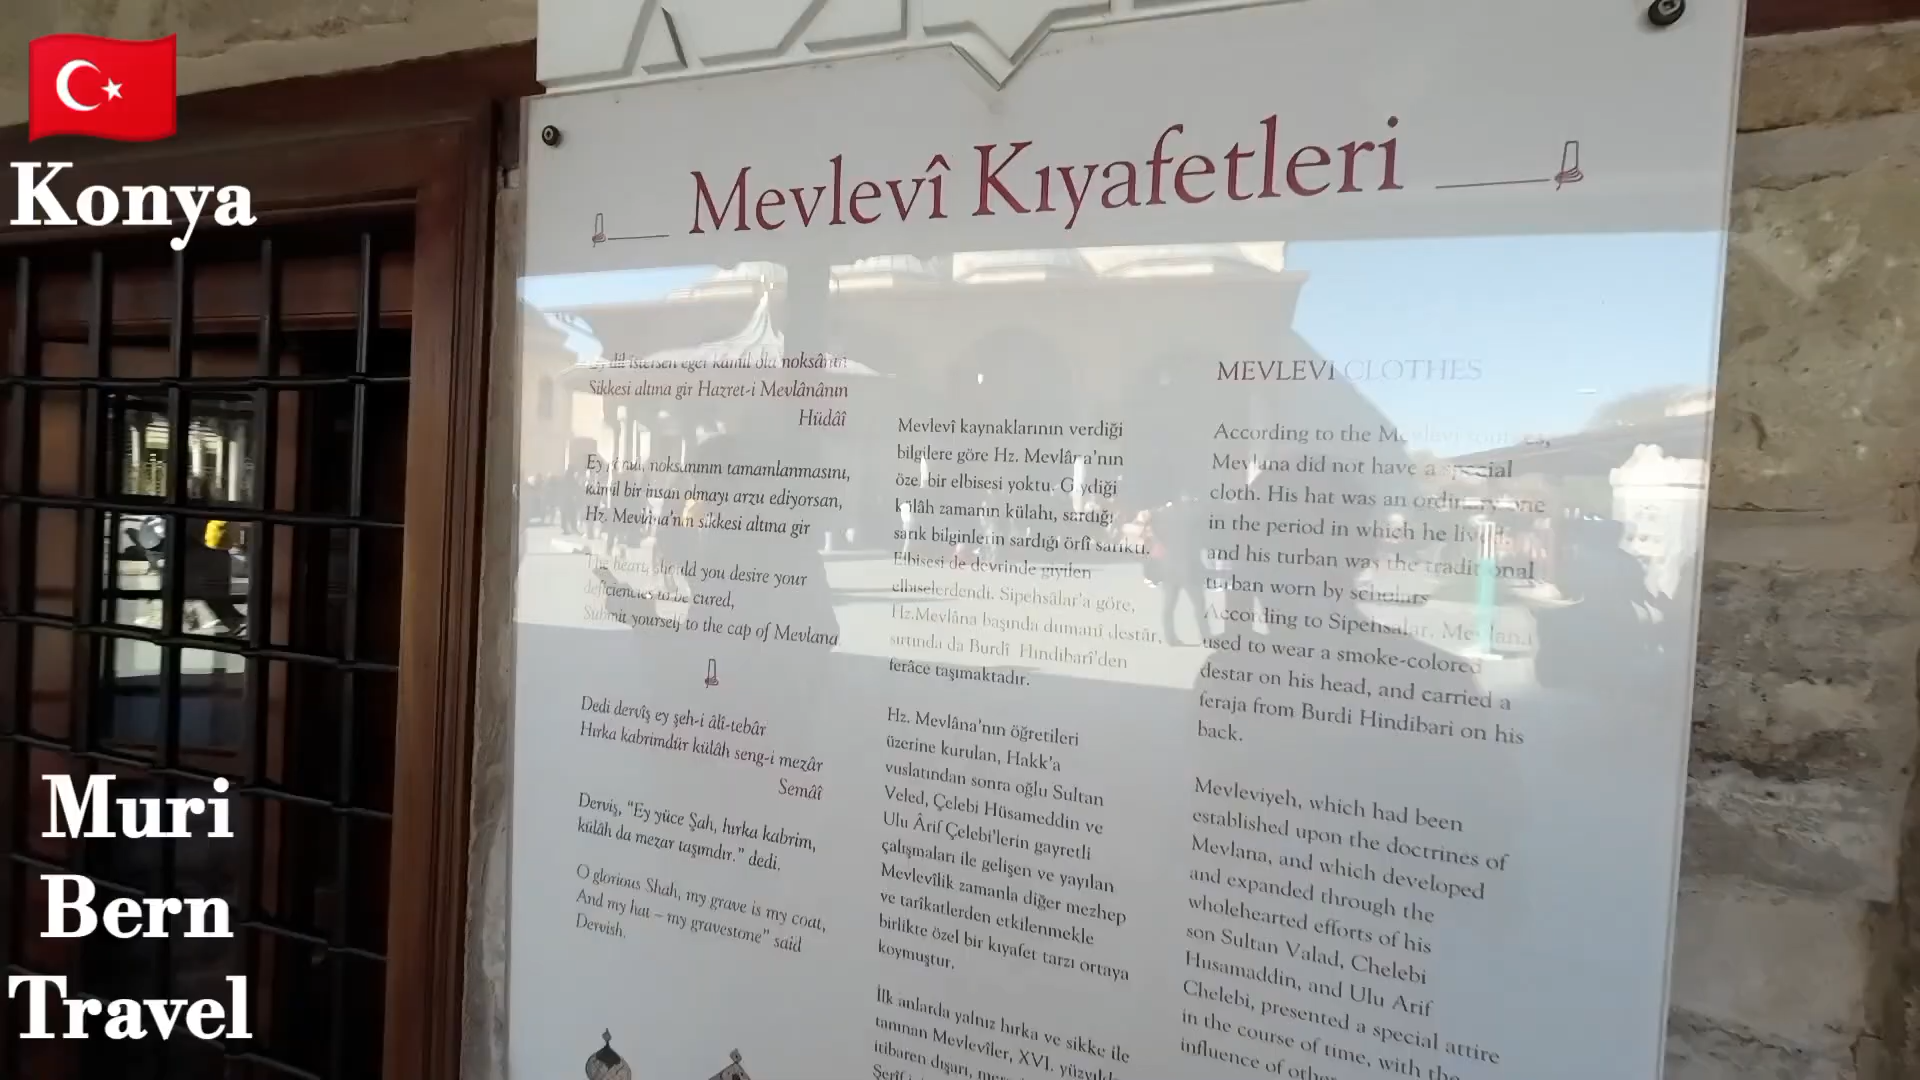 Konya
Muri
Bern
Travel
Mevlevî Kıyafetleri
dil istersen eger kâmil ola noksânın
Sikkesi altına gir Hazret-i Mevlânânın
Hüdâî
Ey gönül, noksanının tamamlanmasını,
kâmil bir insan olmayı arzu ediyorsan,
Hz. Mevlâna'nın sikkesi altına gir
The heart, should you desire your
deficiencies to be cured,
Submit yourself to the cap of Mevlana
Dedi dervîş ey şeh-i âlî-tebâr
Hırka kabrimdür külâh seng-i mezâr
Semâî
Derviş, "Ey yüce Şah, hırka kabrim,
külâh da mezar taşımdır." dedi.
O glorious Shah, my grave is my coat,
And my hat – my gravestone" said
Dervish.
Mevlevî kaynaklarının verdiği
bilgilere göre Hz. Mevlâna'nın
özel bir elbisesi yoktu. Giydiği
külâh zamanın külahı, sardığı
sarık bilginlerin sardığı örfî sarıktı.
Elbisesi de devrinde giyilen
elbiselerdendi. Sipehsâlar'a göre,
Hz.Mevlâna başında dumanî destâr,
sırtında da Burdî Hindibarî'den
ferâce taşımaktadır.
Hz. Mevlâna'nın öğretileri
üzerine kurulan, Hakk'a
vuslatından sonra oğlu Sultan
Veled, Çelebi Hüsameddin ve
Ulu Ârif Çelebi'lerin gayretli
çalışmaları ile gelişen ve yayılan
Mevlevîlik zamanla diğer mezhep
ve tarîkatlerden etkilenmekle
birlikte özel bir kıyafet tarzı ortaya
koymuştur.
İlk anlarda yalnız hırka ve sikke ile
tanınan Mevlevîler, XVI.
itibaren dışarı,
MEVLEVI CLOTHES
According to the Mevlevi sources,
Mevlana did not have a special
cloth. His hat was an ordinary one
in the period in which he lived,
and his turban was the traditional
turban worn by scholars
According to Sipehsalar, Mevlana
used to wear a smoke-colored
destar on his head, and carried a
feraja from Burdi Hindibari on his
back.
Mevleviyeh, which had been
established upon the doctrines of
Mevlana, and which developed
and expanded through the
wholehearted efforts of his
son Sultan Valad, Chelebi
Husamaddin, and Ulu Arif
Chelebi, presented a special attire
in the course of time, with the
influence of